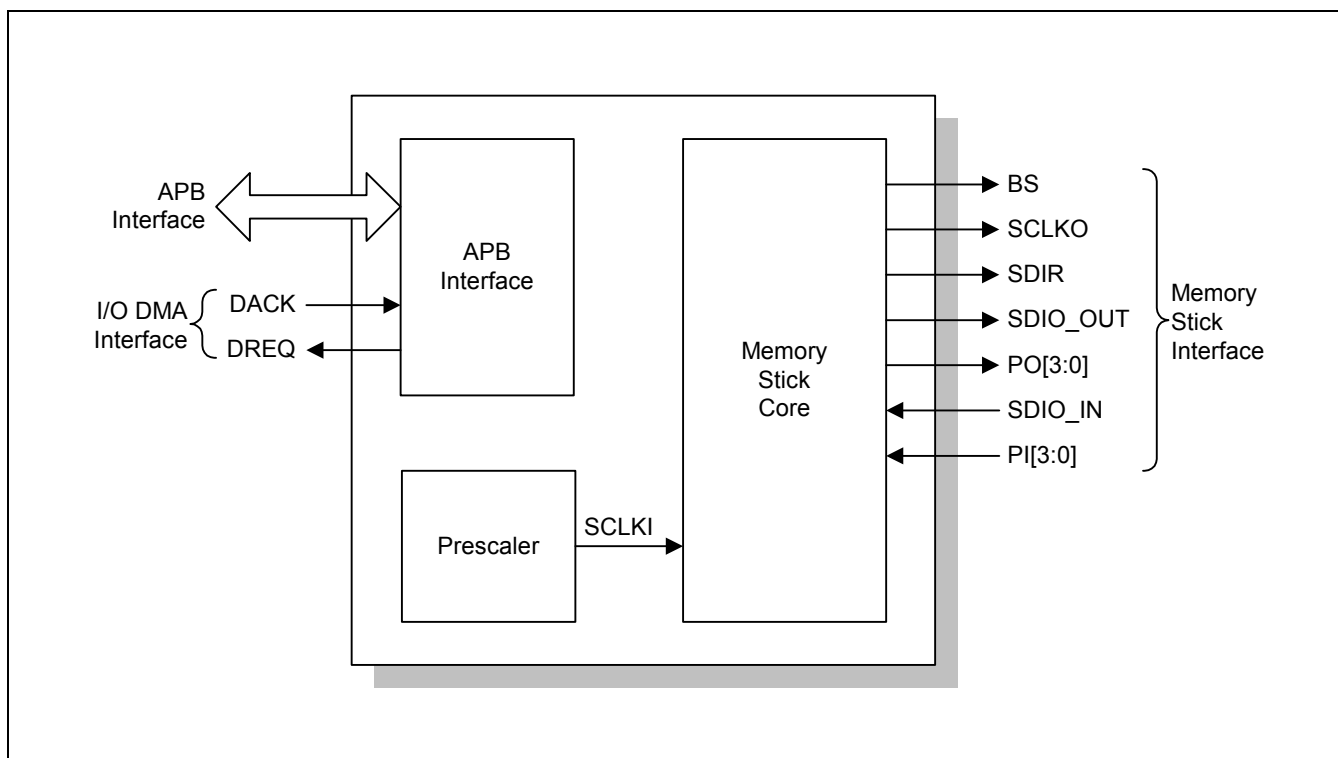 APB
Interface
I/O DMA
Interface
DACK
DREQ
APB
Interface
Prescaler
SCLKI
Memory
Stick
Core
BS
SCLKO
SDIR
SDIO_OUT
PO[3:0]
SDIO_IN
PI[3:0]
Memory
Stick
Interface